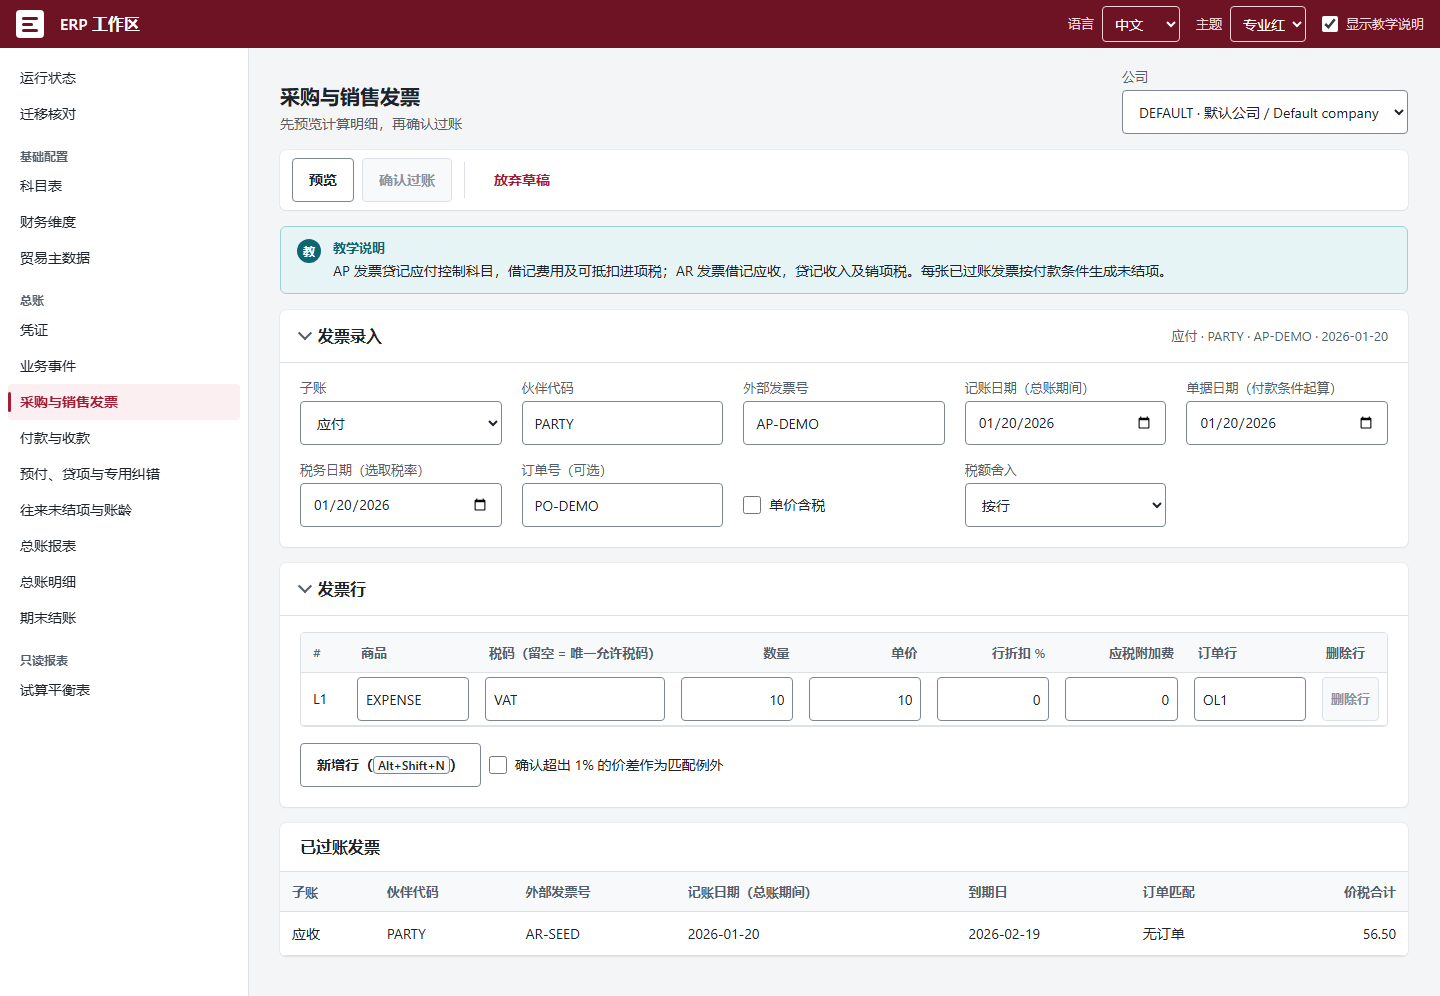 ERP 工作区
语言
中文
主题
专业红
显示教学说明
运行状态
迁移核对
基础配置
科目表
财务维度
贸易主数据
总账
凭证
业务事件
采购与销售发票
付款与收款
预付、贷项与专用纠错
往来未结项与账龄
总账报表
总账明细
期末结账
只读报表
试算平衡表
采购与销售发票
先预览计算明细，再确认过账
公司
DEFAULT · 默认公司 / Default company
预览
确认过账
放弃草稿
教
教学说明
AP 发票贷记应付控制科目，借记费用及可抵扣进项税；AR 发票借记应收，贷记收入及销项税。每张已过账发票按付款条件生成未结项。
发票录入
应付 · PARTY · AP-DEMO · 2026-01-20
子账
伙伴代码
外部发票号
记账日期（总账期间）
单据日期（付款条件起算）
应付
PARTY
AP-DEMO
01/20/2026
01/20/2026
税务日期（选取税率）
订单号（可选）
税额舍入
01/20/2026
PO-DEMO
单价含税
按行
发票行
# 商品 税码（留空 = 唯一允许税码） 数量 单价 行折扣 % 应税附加费 订单行 删除行
L1 EXPENSE VAT 10 10 0 0 OL1 删除行
新增行（Alt+Shift+N）
确认超出 1% 的价差作为匹配例外
已过账发票
子账 伙伴代码 外部发票号 记账日期（总账期间） 到期日 订单匹配 价税合计
应收 PARTY AR-SEED 2026-01-20 2026-02-19 无订单 56.50